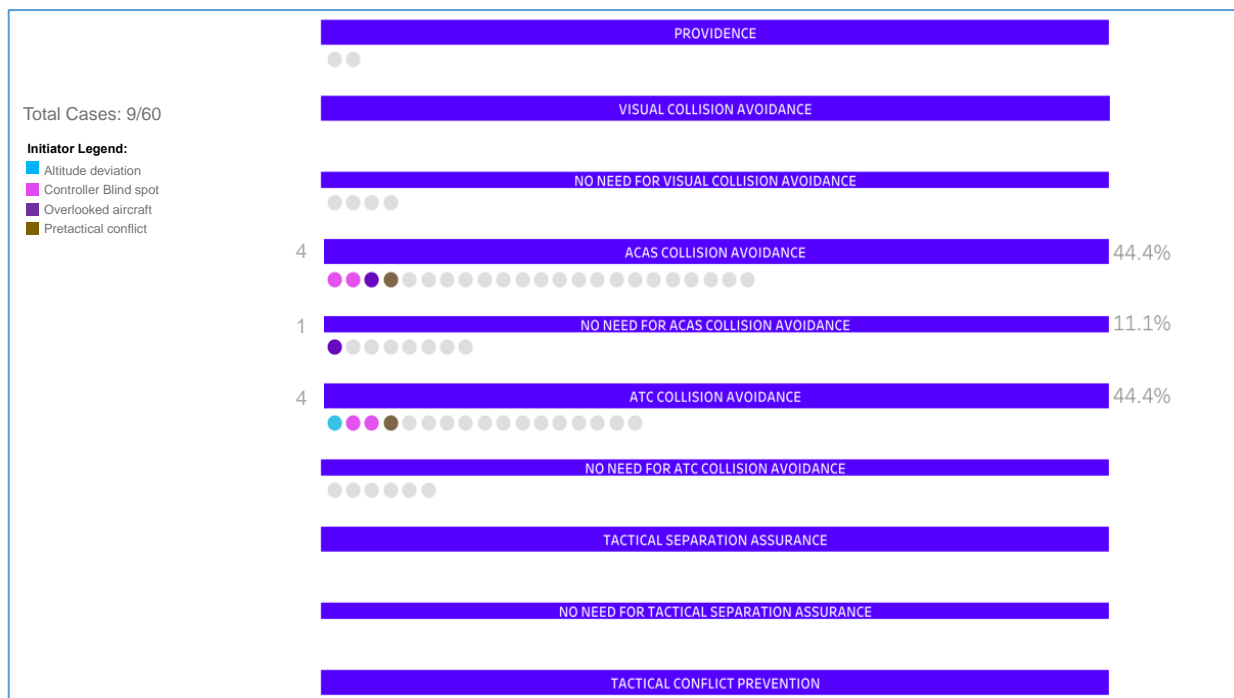 PROVIDENCE
Total Cases: 9/60
VISUAL COLLISION AVOIDANCE
Initiator Legend:
Altitude deviation
Controller Blind spot
Overlooked aircraft
Pretactical conflict
NO NEED FOR VISUAL COLLISION AVOIDANCE
4 ACAS COLLISION AVOIDANCE 44.4%
1 NO NEED FOR ACAS COLLISION AVOIDANCE 11.1%
4 ATC COLLISION AVOIDANCE 44.4%
NO NEED FOR ATC COLLISION AVOIDANCE
TACTICAL SEPARATION ASSURANCE
NO NEED FOR TACTICAL SEPARATION ASSURANCE
TACTICAL CONFLICT PREVENTION